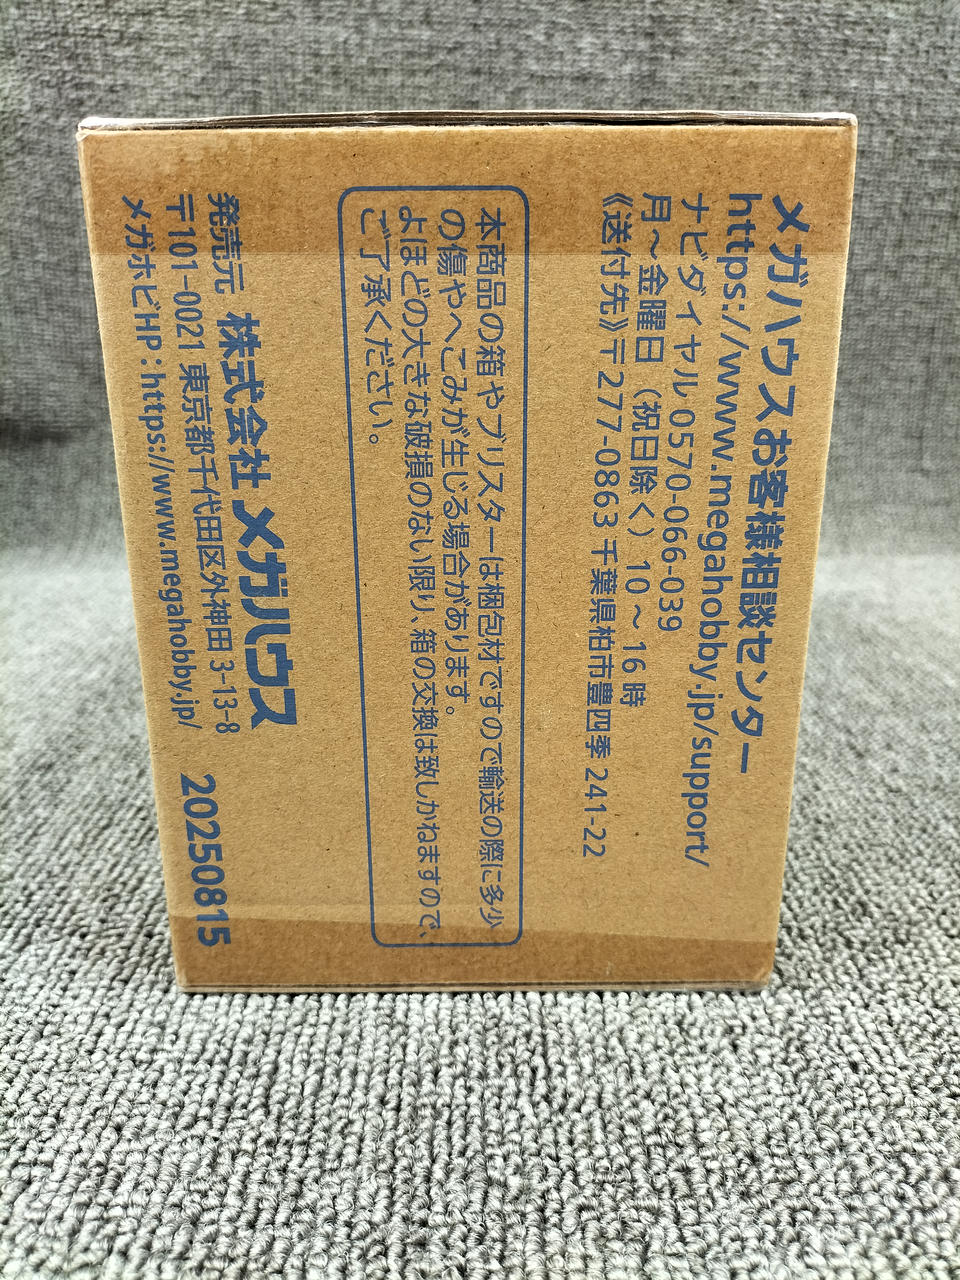 メガハウスお客様相談センター
https://www.megahobby.jp/support/
ナビダイヤル 0570-066-039
月～金曜日（祝日除く）10～16時
《送付先》〒277-0863 千葉県柏市豊四季 241-22
本商品の箱やブリスターは梱包材ですので輸送の際に多少
の傷やへこみが生じる場合があります。
よほどの大きな破損のない限り、箱の交換は致しかねますので、
ご了承ください。
発売元 株式会社 メガハウス
〒101-0021 東京都千代田区外神田 3-13-8
メガホビHP：https://www.megahobby.jp/
20250815